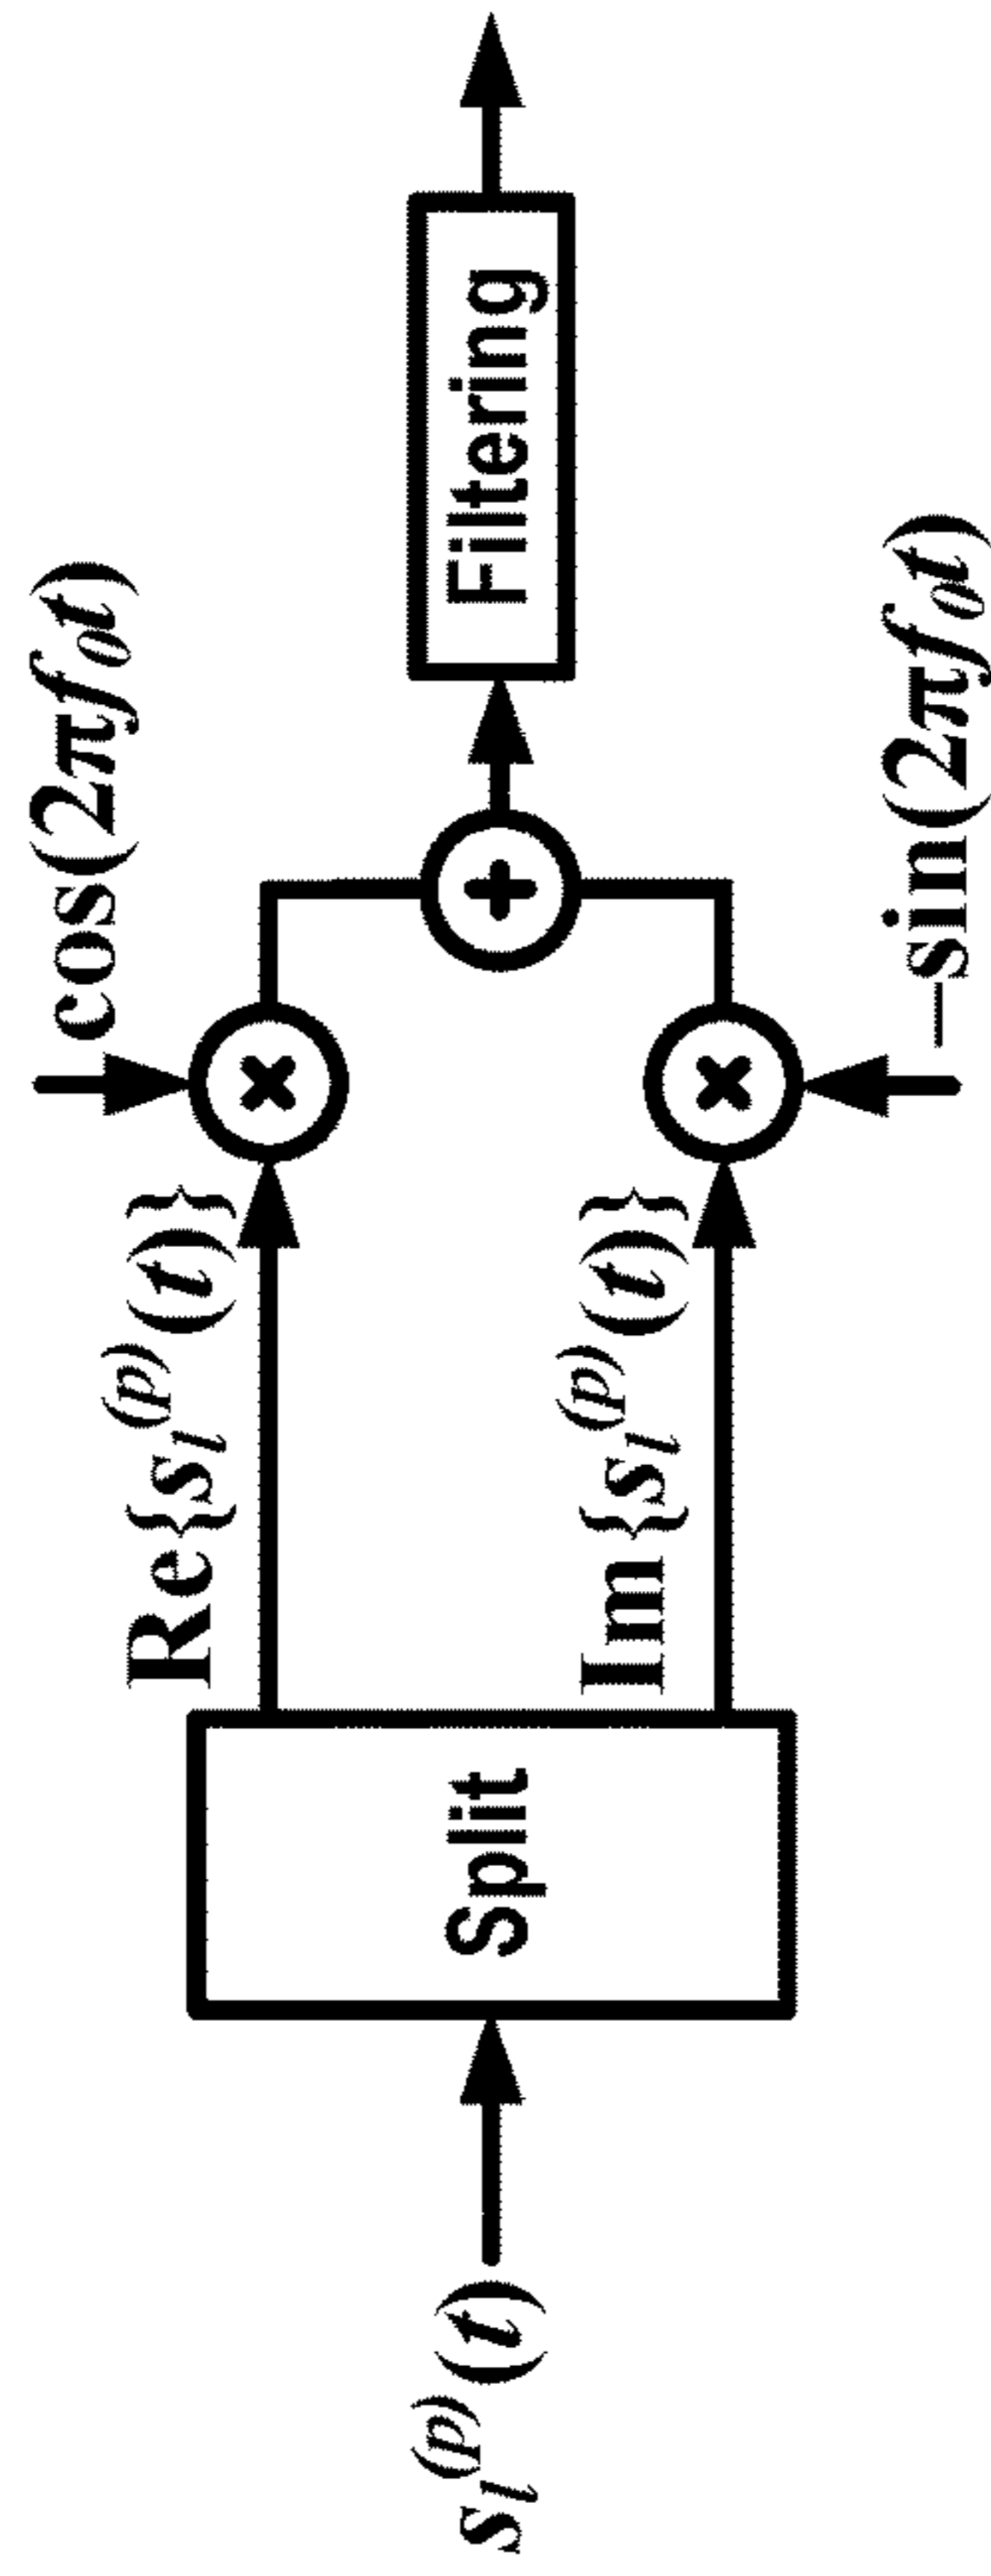 s_l^(p)(t)
Split
Re{s_l^(p)(t)}
Im{s_l^(p)(t)}
cos(2πf_0t)
–sin(2πf_0t)
Filtering